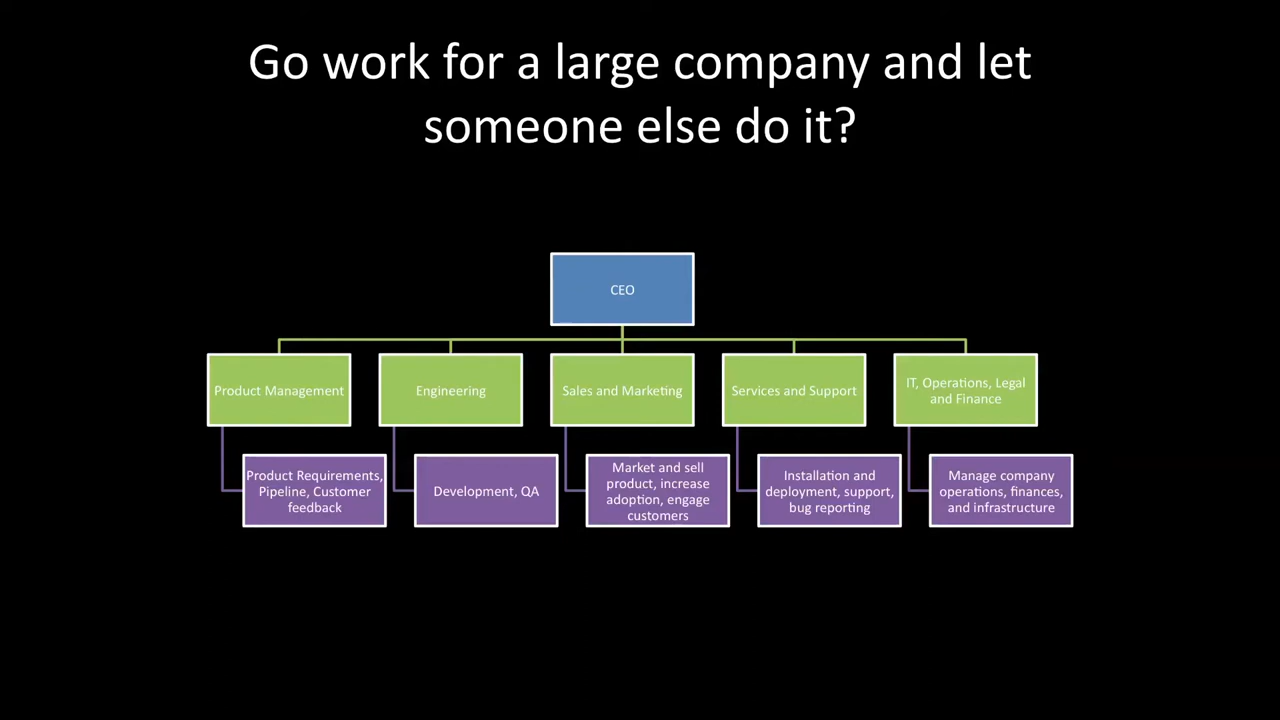 Go work for a large company and let
someone else do it?
CEO
Product Management
Engineering
Sales and Marketing
Services and Support
IT, Operations, Legal
and Finance
Product Requirements,
Pipeline, Customer
feedback
Development, QA
Market and sell
product, increase
adoption, engage
customers
Installation and
deployment, support,
bug reporting
Manage company
operations, finances,
and infrastructure